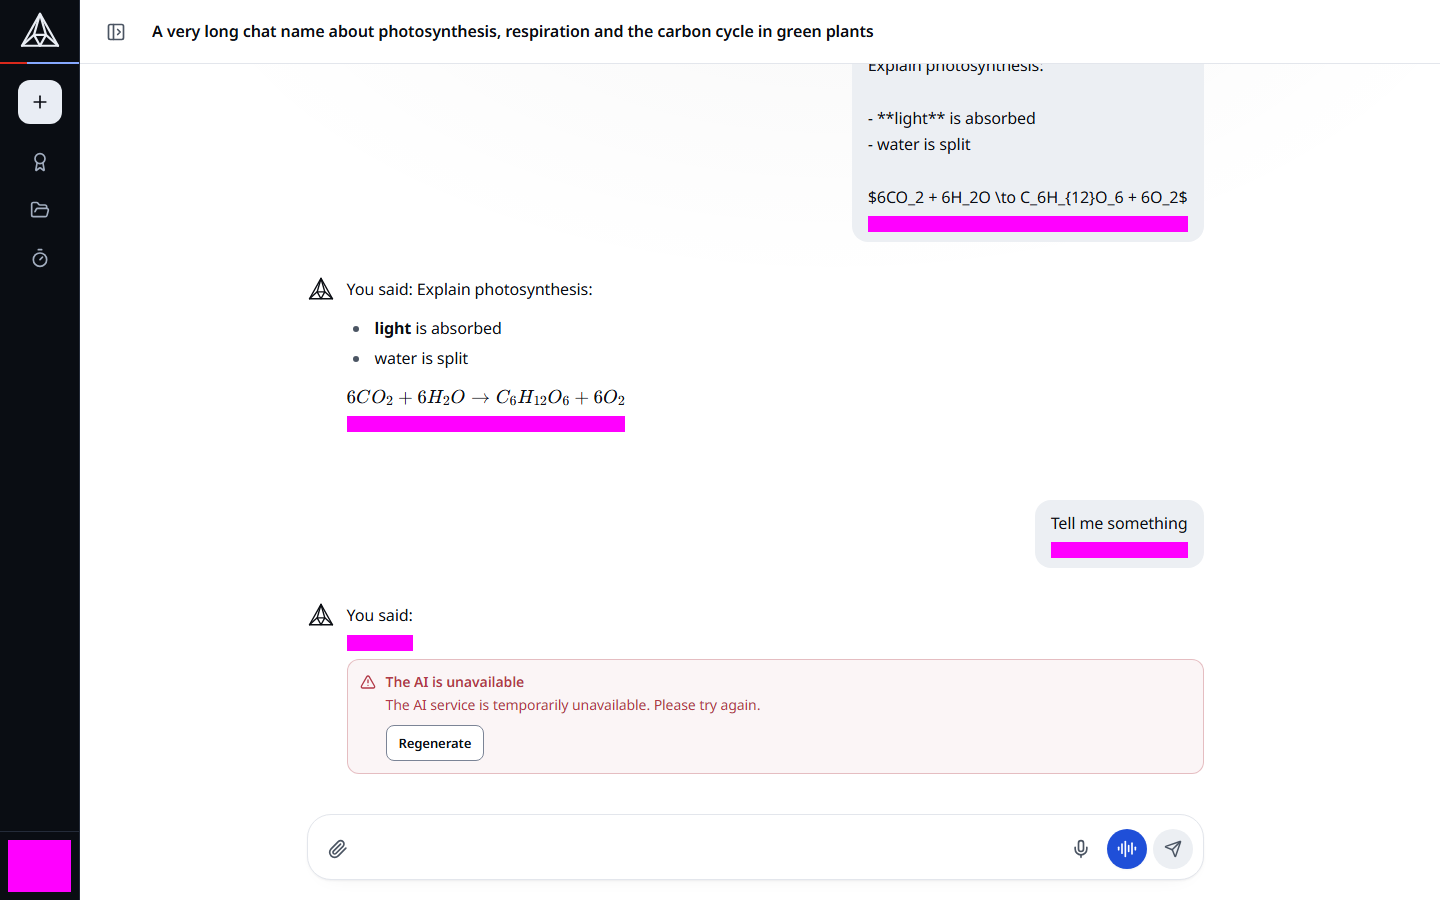 A very long chat name about photosynthesis, respiration and the carbon cycle in green plants
Explain photosynthesis:
- **light** is absorbed
- water is split
$6CO_2 + 6H_2O \to C_6H_{12}O_6 + 6O_2$
You said: Explain photosynthesis:
• light is absorbed
• water is split
6CO₂ + 6H₂O → C₆H₁₂O₆ + 6O₂
Tell me something
You said:
The AI is unavailable
The AI service is temporarily unavailable. Please try again.
Regenerate